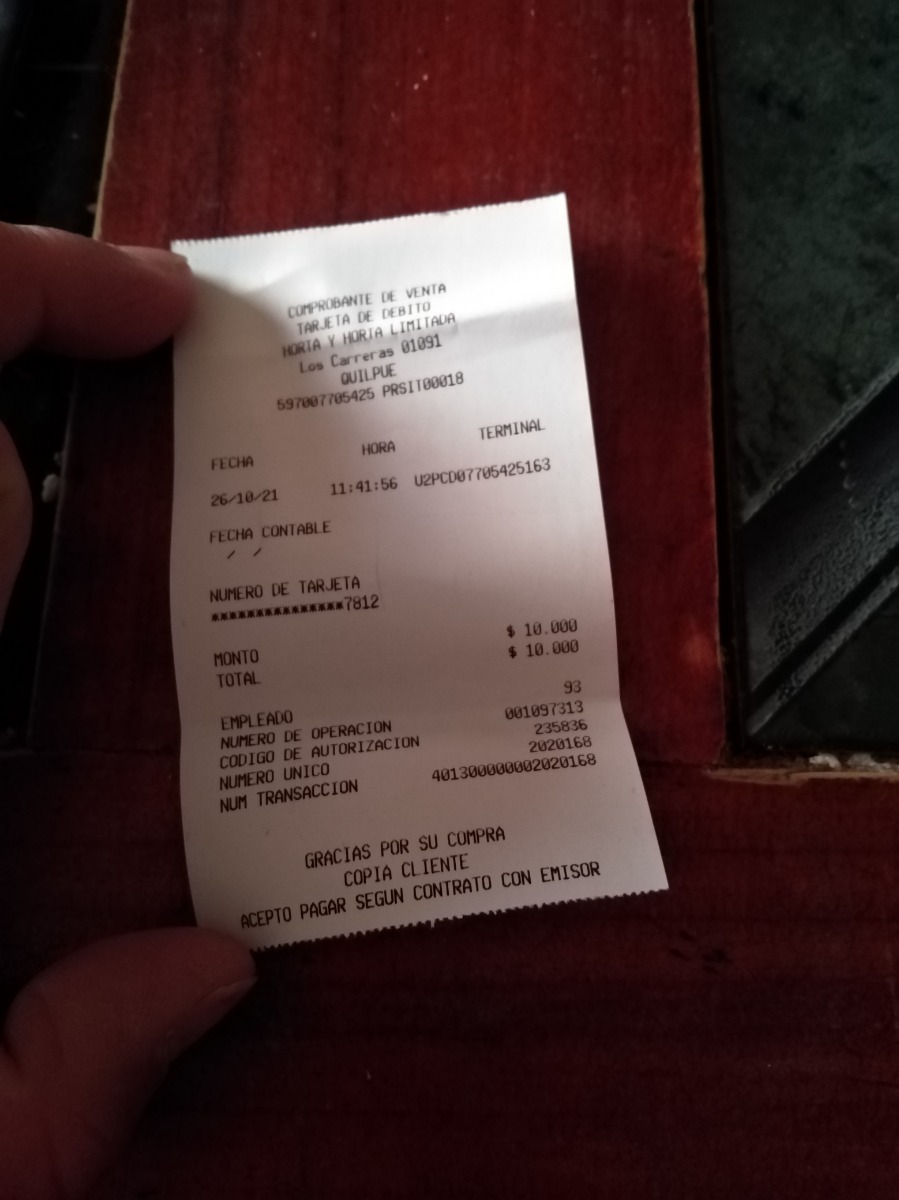 COMPROBANTE DE VENTA
TARJETA DE DEBITO
HORTA Y HORTA LIMITADA
Los Carreras 01091
QUILPUE
597007705425 PRSIT00018
FECHA HORA TERMINAL
26/10/21 11:41:56 U2PCD07705425163
FECHA CONTABLE
/ /
NUMERO DE TARJETA
***************7812
MONTO $ 10.000
TOTAL $ 10.000
EMPLEADO 93
NUMERO DE OPERACION 001097313
CODIGO DE AUTORIZACION 235836
NUMERO UNICO 2020168
NUM TRANSACCION 401300000002020168
GRACIAS POR SU COMPRA
COPIA CLIENTE
ACEPTO PAGAR SEGUN CONTRATO CON EMISOR